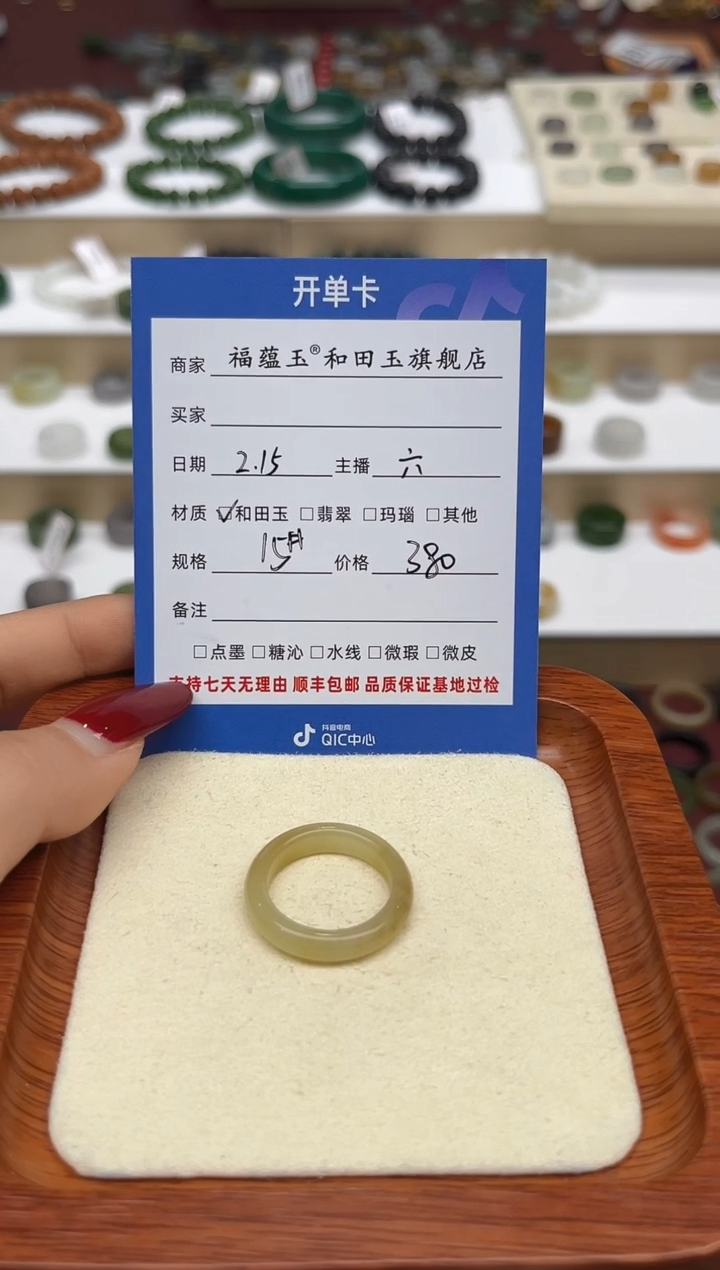 开单卡
商家 福蕴玉®和田玉旗舰店
买家
日期 2.15 主播 六
材质 ☑和田玉 □翡翠 □玛瑙 □其他
规格 15# 价格 380
备注
□点墨 □糖沁 □水线 □微瑕 □微皮
支持七天无理由 顺丰包邮 品质保证基地过检
抖音电商
QIC中心